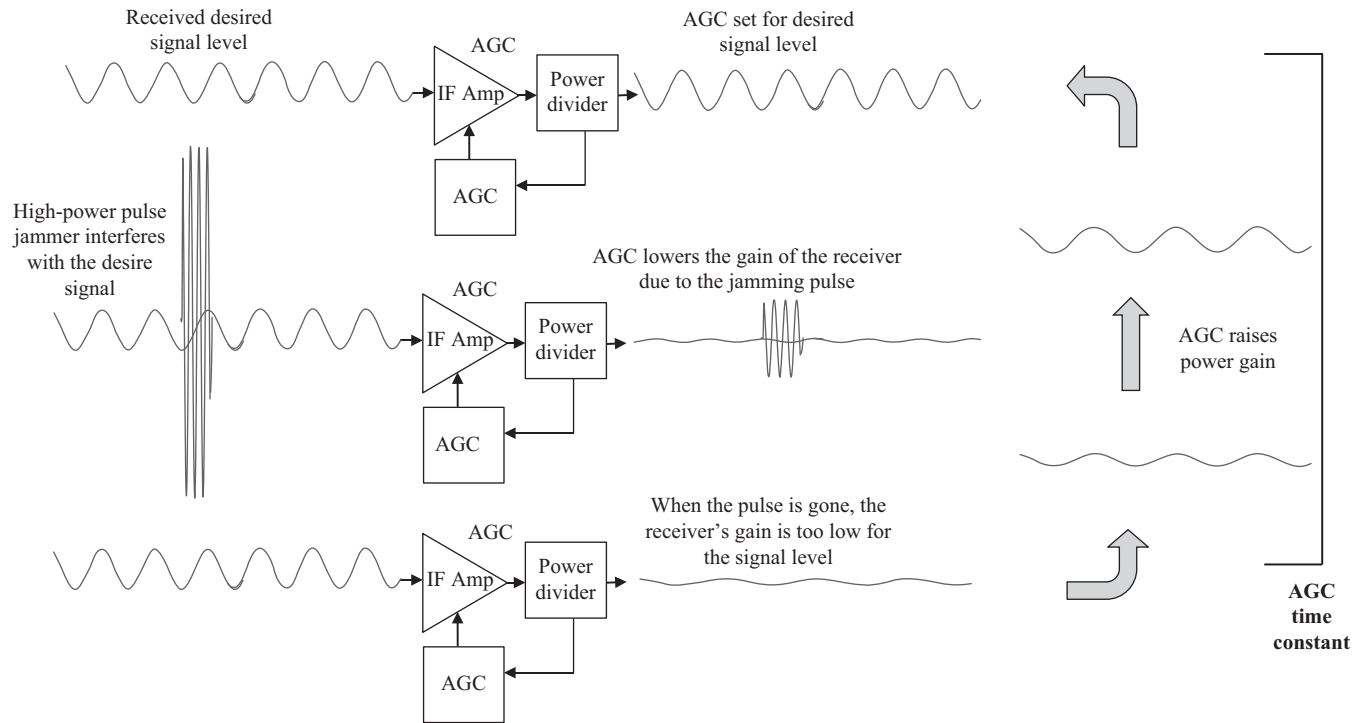 Received desired
signal level
AGC
IF Amp
Power
divider
AGC
AGC set for desired
signal level
High-power pulse
jammer interferes
with the desire
signal
AGC
IF Amp
Power
divider
AGC
AGC lowers the gain of the receiver
due to the jamming pulse
AGC raises
power gain
AGC
IF Amp
Power
divider
AGC
When the pulse is gone, the
receiver’s gain is too low for
the signal level
AGC
time
constant